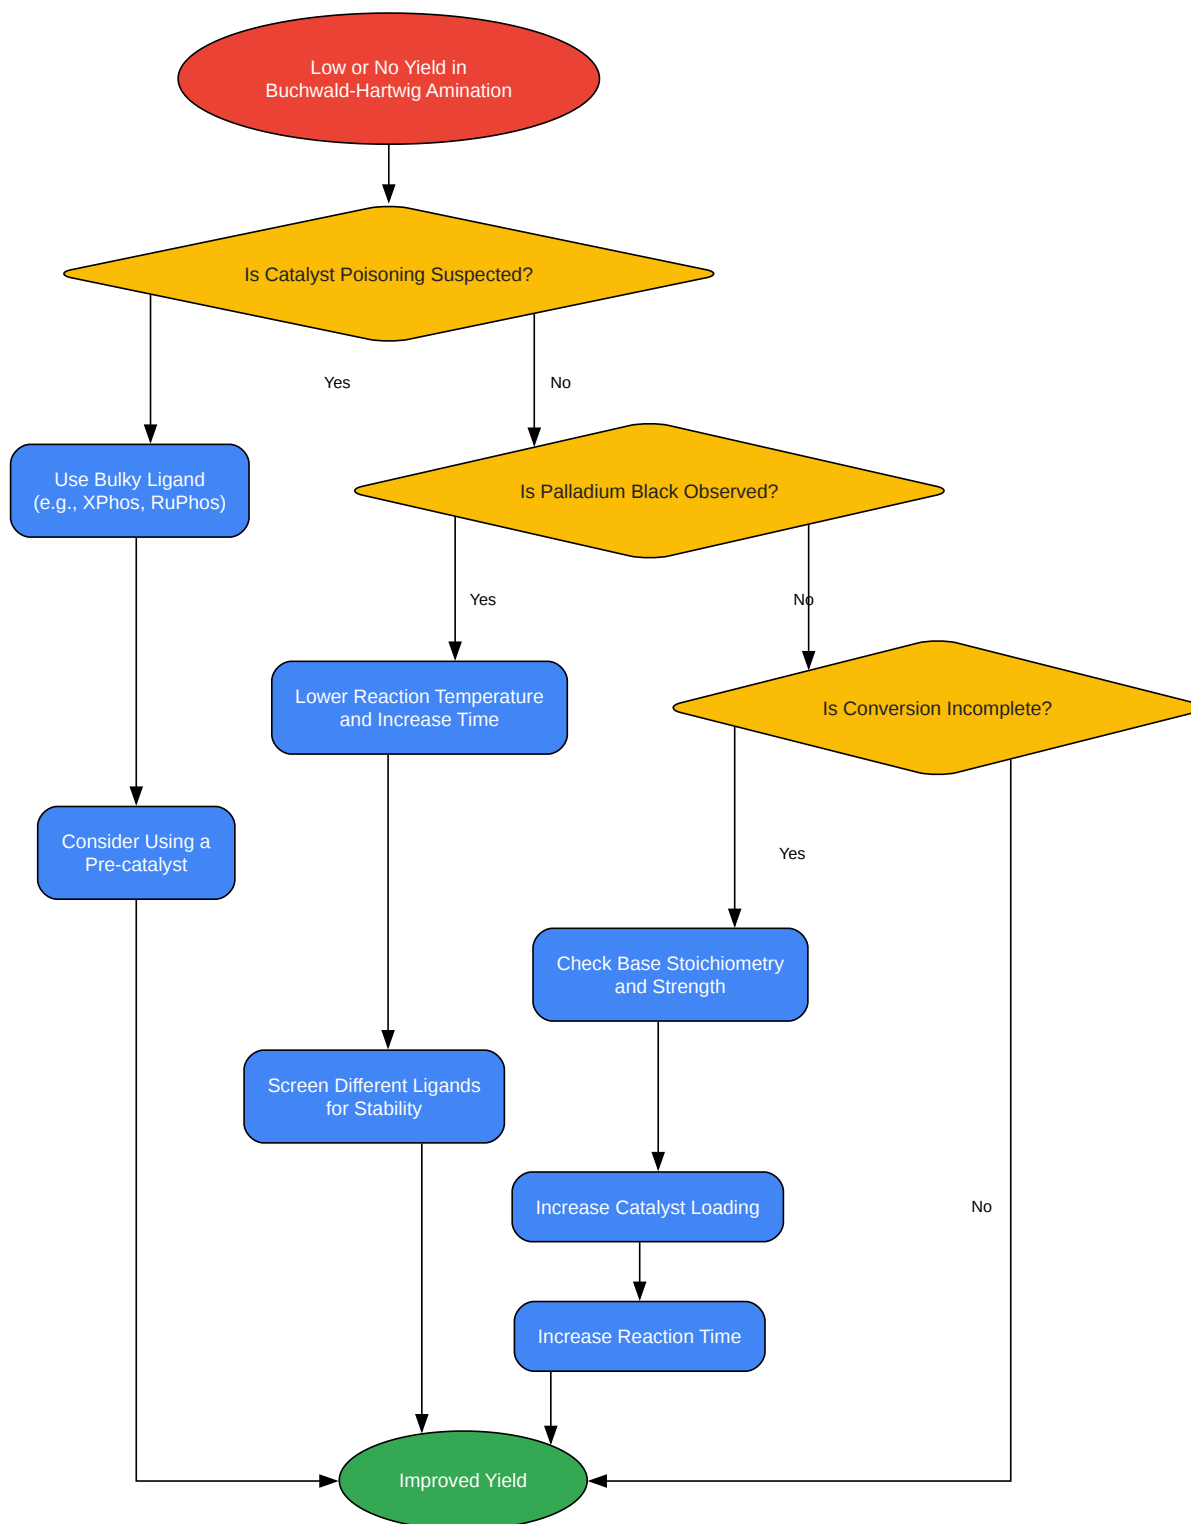 Low or No Yield in
Buchwald-Hartwig Amination
Is Catalyst Poisoning Suspected?
Yes
No
Use Bulky Ligand
(e.g., XPhos, RuPhos)
Is Palladium Black Observed?
Yes
No
Lower Reaction Temperature
and Increase Time
Is Conversion Incomplete?
Consider Using a
Pre-catalyst
Yes
Check Base Stoichiometry
and Strength
Screen Different Ligands
for Stability
Increase Catalyst Loading
No
Increase Reaction Time
Improved Yield